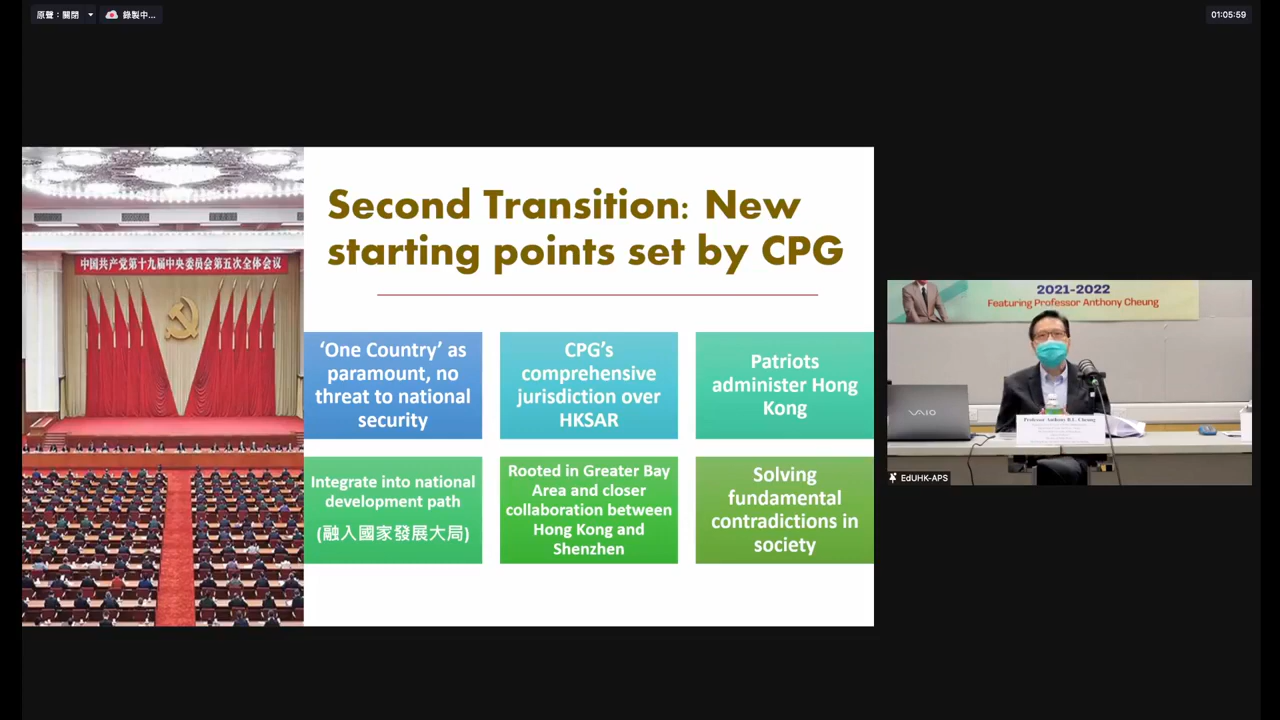 原聲：關閉
錄製中...
01:05:59
中国共产党第十九届中央委员会第五次全体会议
Second Transition: New
starting points set by CPG
‘One Country’ as
paramount, no
threat to national
security
CPG’s
comprehensive
jurisdiction over
HKSAR
Patriots
administer Hong
Kong
Integrate into national
development path
(融入國家發展大局)
Rooted in Greater Bay
Area and closer
collaboration between
Hong Kong and
Shenzhen
Solving
fundamental
contradictions in
society
2021-2022
Featuring Professor Anthony Cheung
VAIO
Professor Anthony B.L. Cheung
EdUHK-APS